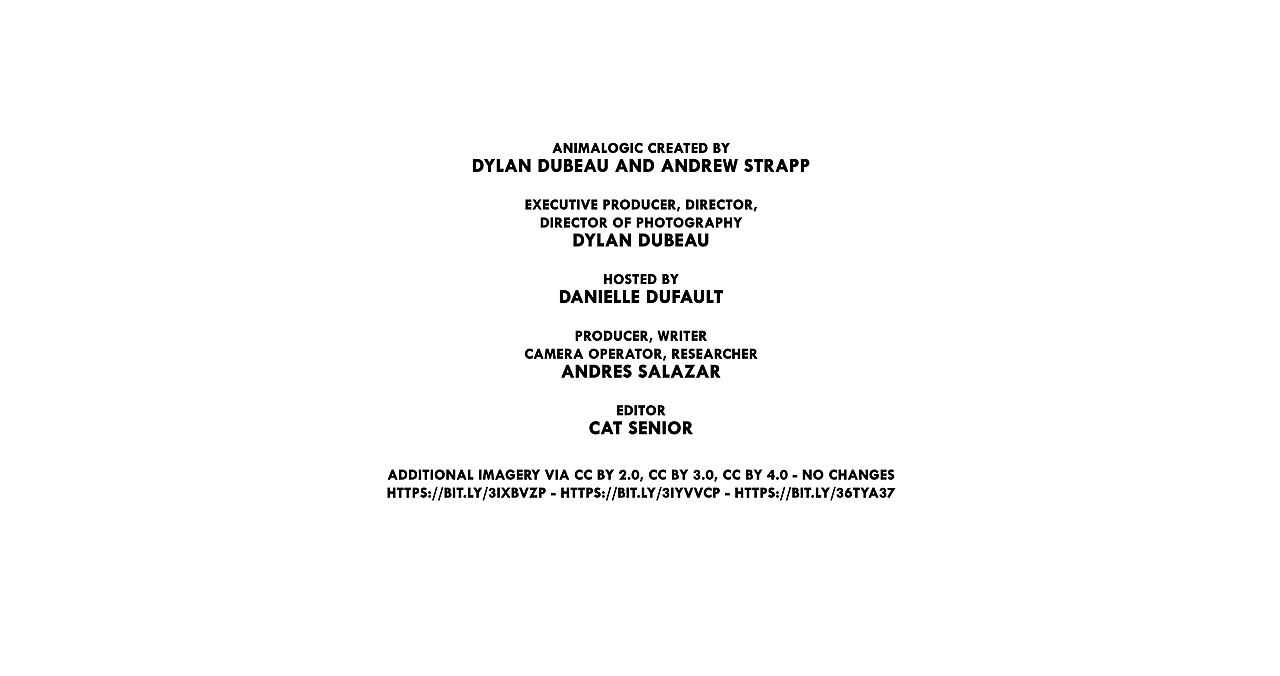 ANIMALOGIC CREATED BY
DYLAN DUBEAU AND ANDREW STRAPP
EXECUTIVE PRODUCER, DIRECTOR,
DIRECTOR OF PHOTOGRAPHY
DYLAN DUBEAU
HOSTED BY
DANIELLE DUFAULT
PRODUCER, WRITER
CAMERA OPERATOR, RESEARCHER
ANDRES SALAZAR
EDITOR
CAT SENIOR
ADDITIONAL IMAGERY VIA CC BY 2.0, CC BY 3.0, CC BY 4.0 - NO CHANGES
HTTPS://BIT.LY/3IXBVZP - HTTPS://BIT.LY/3IYVVCP - HTTPS://BIT.LY/36TYA37